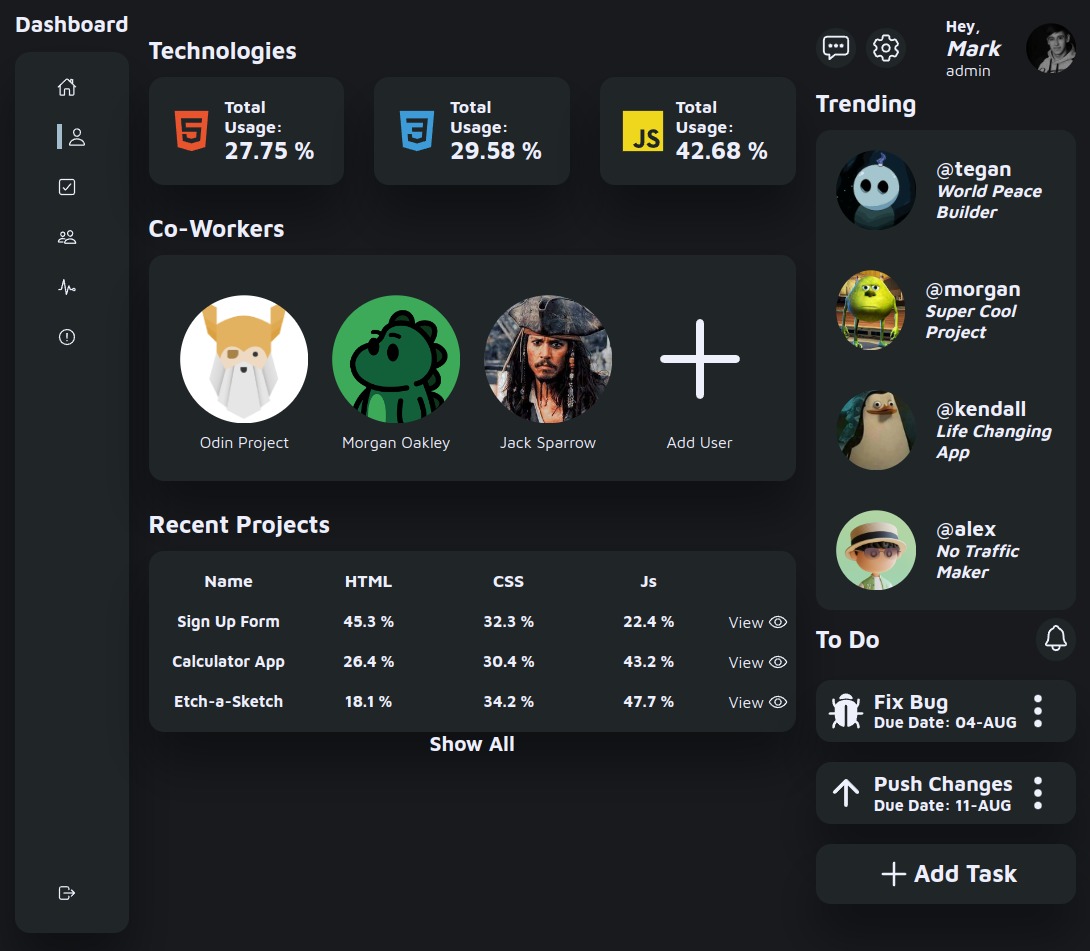 Dashboard
Technologies
Total
Usage:
27.75 %
Total
Usage:
29.58 %
JS
Total
Usage:
42.68 %
Co-Workers
Odin Project
Morgan Oakley
Jack Sparrow
Add User
Recent Projects
Name HTML CSS Js
Sign Up Form 45.3 % 32.3 % 22.4 % View
Calculator App 26.4 % 30.4 % 43.2 % View
Etch-a-Sketch 18.1 % 34.2 % 47.7 % View
Show All
Hey,
Mark
admin
Trending
@tegan
World Peace
Builder
@morgan
Super Cool
Project
@kendall
Life Changing
App
@alex
No Traffic
Maker
To Do
Fix Bug
Due Date: 04-AUG
Push Changes
Due Date: 11-AUG
Add Task